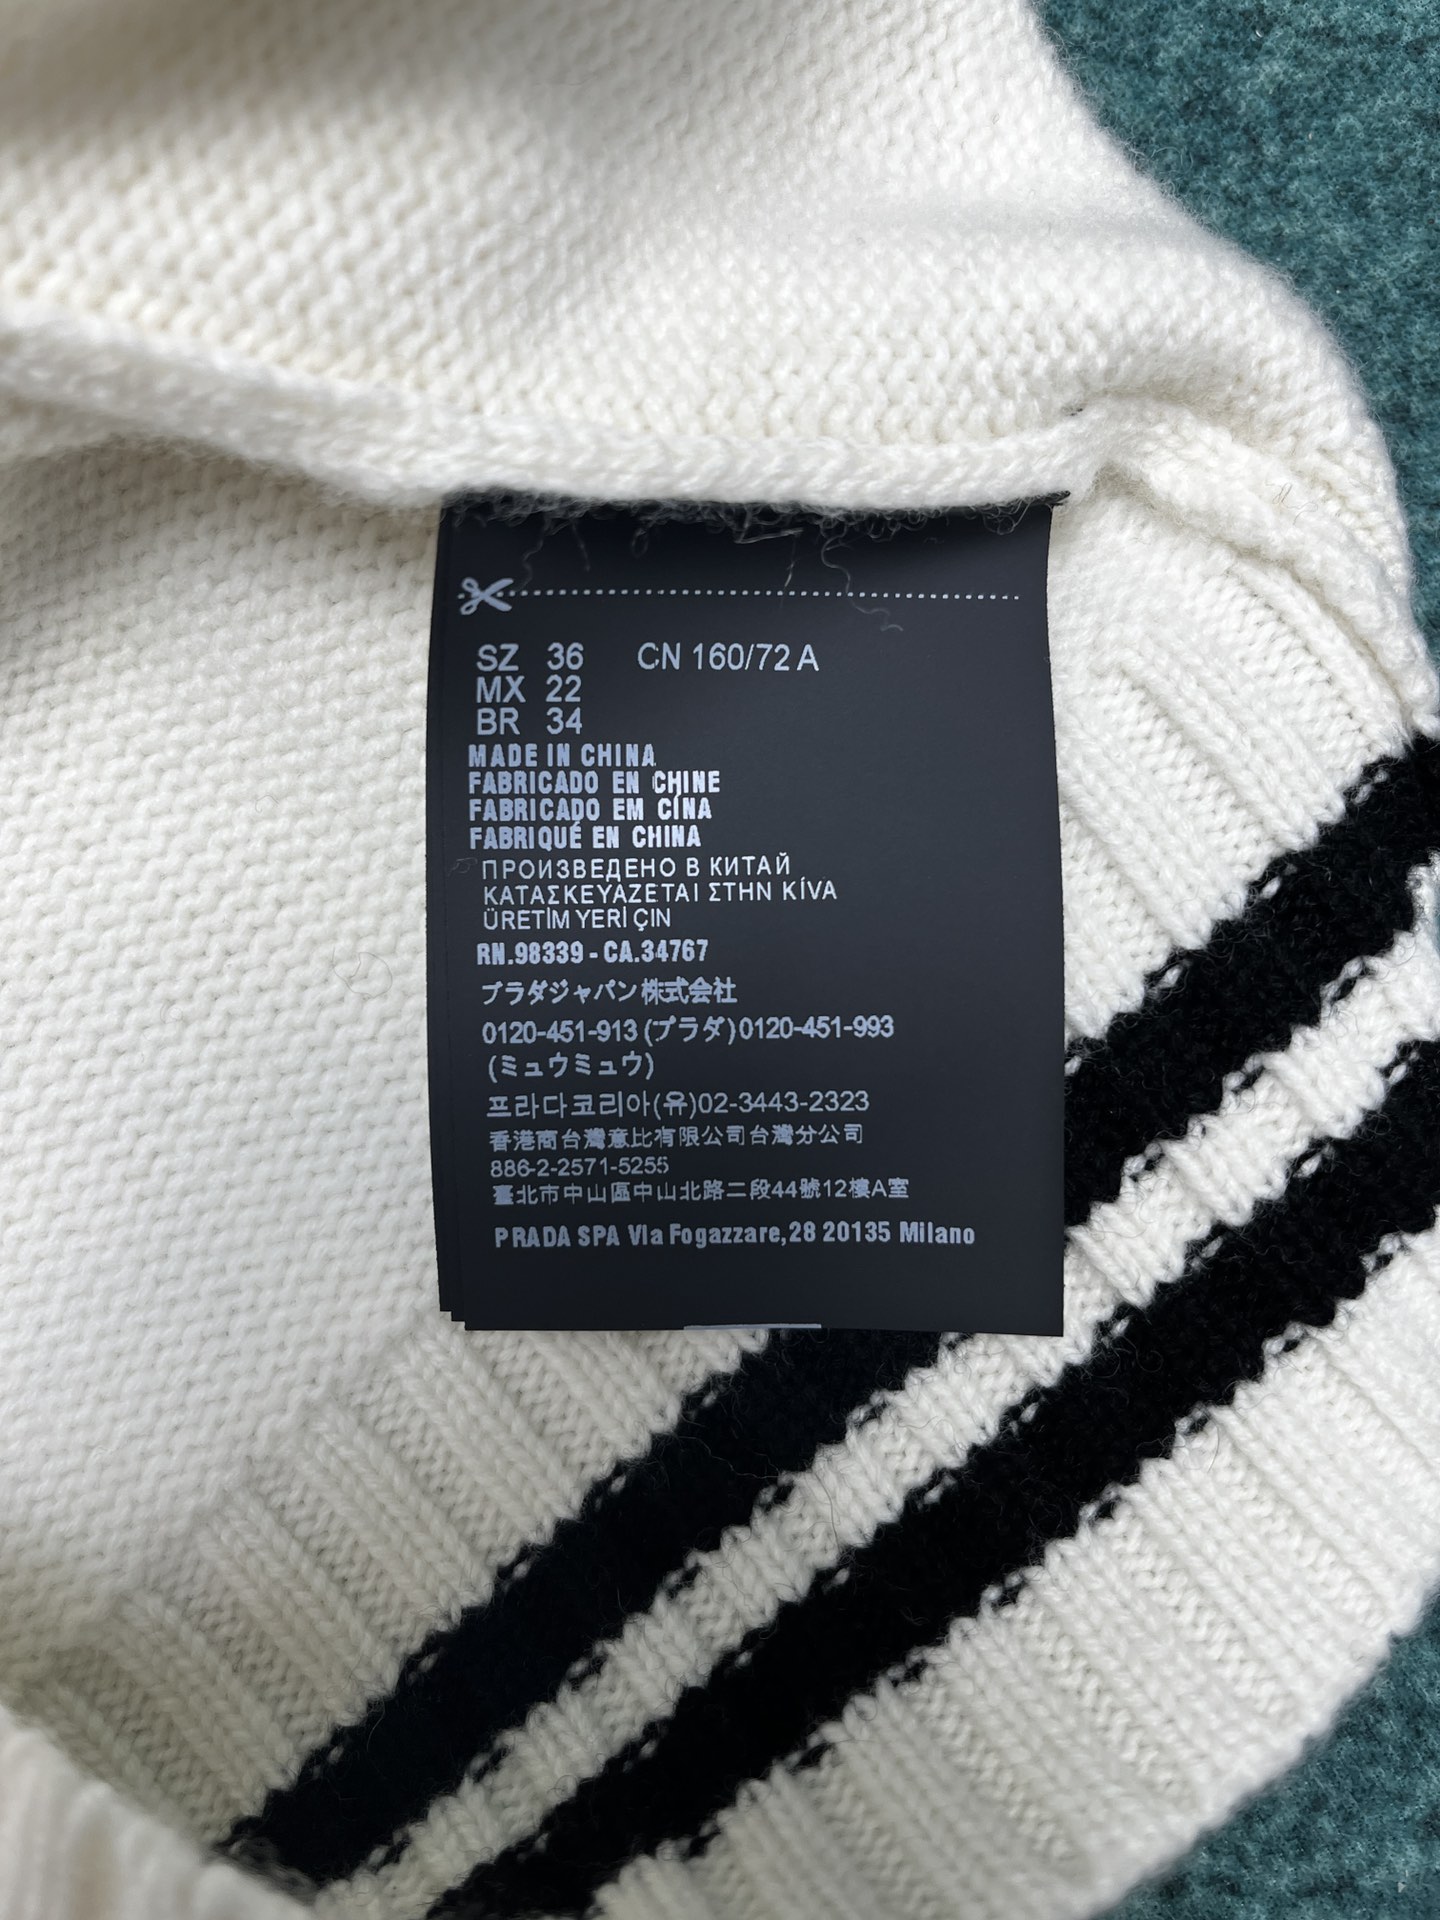 SZ 36 CN 160/72 A
MX 22
BR 34
MADE IN CHINA
FABRICADO EN CHINE
FABRICADO EM CÍNA
FABRIQUÉ EN CHINA
ПРОИЗВЕДЕНО В КИТАЙ
ΚΑΤΑΣΚΕΥΑΖΕΤΑΙ ΣΤΗΝ ΚÍVA
ÜRETİM YERİ ÇIN
RN.98339 - CA.34767
プラダジャパン株式会社
0120-451-913 (プラダ)0120-451-993
(ミュウミュウ)
프라다코리아(유)02-3443-2323
香港商台灣意比有限公司台灣分公司
886-2-2571-5255
臺北市中山區中山北路二段44號12樓A室
PRADA SPA VIa Fogazzare,28 20135 Milano